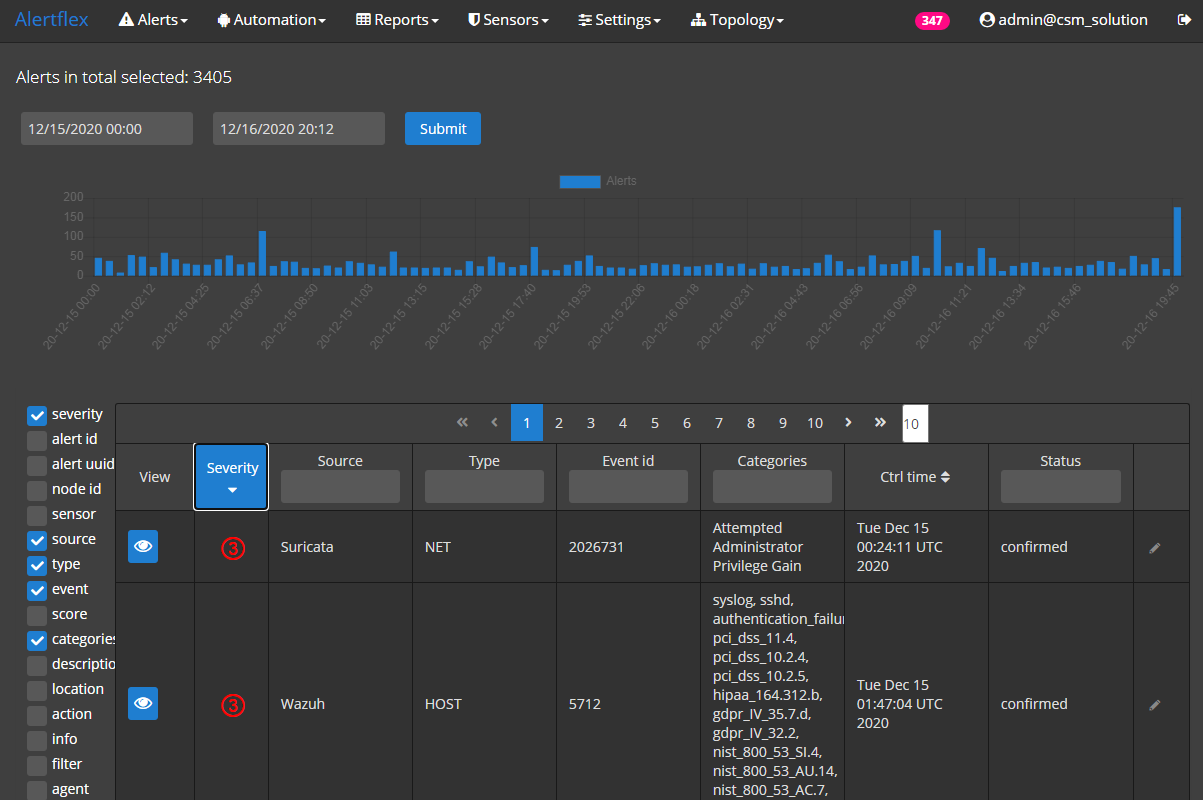 Alertflex Alerts Automation Reports Sensors Settings Topology 347 admin@csm_solution
Alerts in total selected: 3405
12/15/2020 00:00 12/16/2020 20:12 Submit
Alerts
200
150
100
50
0
20-12-15 00:00 20-12-15 02:12 20-12-15 04:25 20-12-15 06:37 20-12-15 08:50 20-12-15 11:03 20-12-15 13:15 20-12-15 15:28 20-12-15 17:40 20-12-15 19:53 20-12-15 22:06 20-12-16 00:18 20-12-16 02:31 20-12-16 04:43 20-12-16 06:56 20-12-16 09:09 20-12-16 11:21 20-12-16 13:34 20-12-16 15:46 20-12-16 19:45
severity
alert id
alert uuid
node id
sensor
source
type
event
score
categories
descriptio
location
action
info
filter
agent
« ‹ 1 2 3 4 5 6 7 8 9 10 › » 10
View Severity Source Type Event id Categories Ctrl time Status
3 Suricata NET 2026731
Attempted
Administrator
Privilege Gain
Tue Dec 15
00:24:11 UTC
2020
confirmed
3 Wazuh HOST 5712
syslog, sshd,
authentication_failu
pci_dss_11.4,
pci_dss_10.2.4,
pci_dss_10.2.5,
hipaa_164.312.b,
gdpr_IV_35.7.d,
gdpr_IV_32.2,
nist_800_53_SI.4,
nist_800_53_AU.14,
nist_800_53_AC.7,
Tue Dec 15
01:47:04 UTC
2020
confirmed